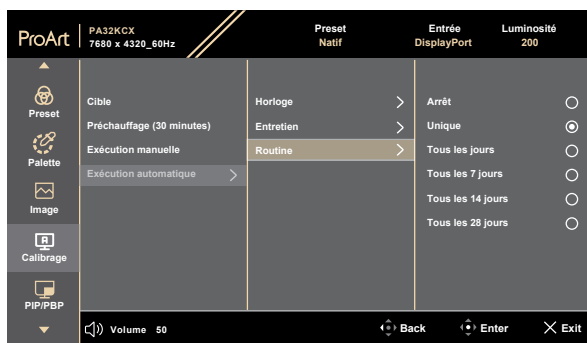 ProArt
PA32KCX
7680 x 4320_60Hz
Preset
Natif
Entrée
DisplayPort
Luminosité
200
Preset
Palette
Image
Calibrage
PIP/PBP
Cible
Préchauffage (30 minutes)
Exécution manuelle
Exécution automatique
Horloge
Entretien
Routine
Arrêt
Unique
Tous les jours
Tous les 7 jours
Tous les 14 jours
Tous les 28 jours
Volume 50
Back
Enter
Exit